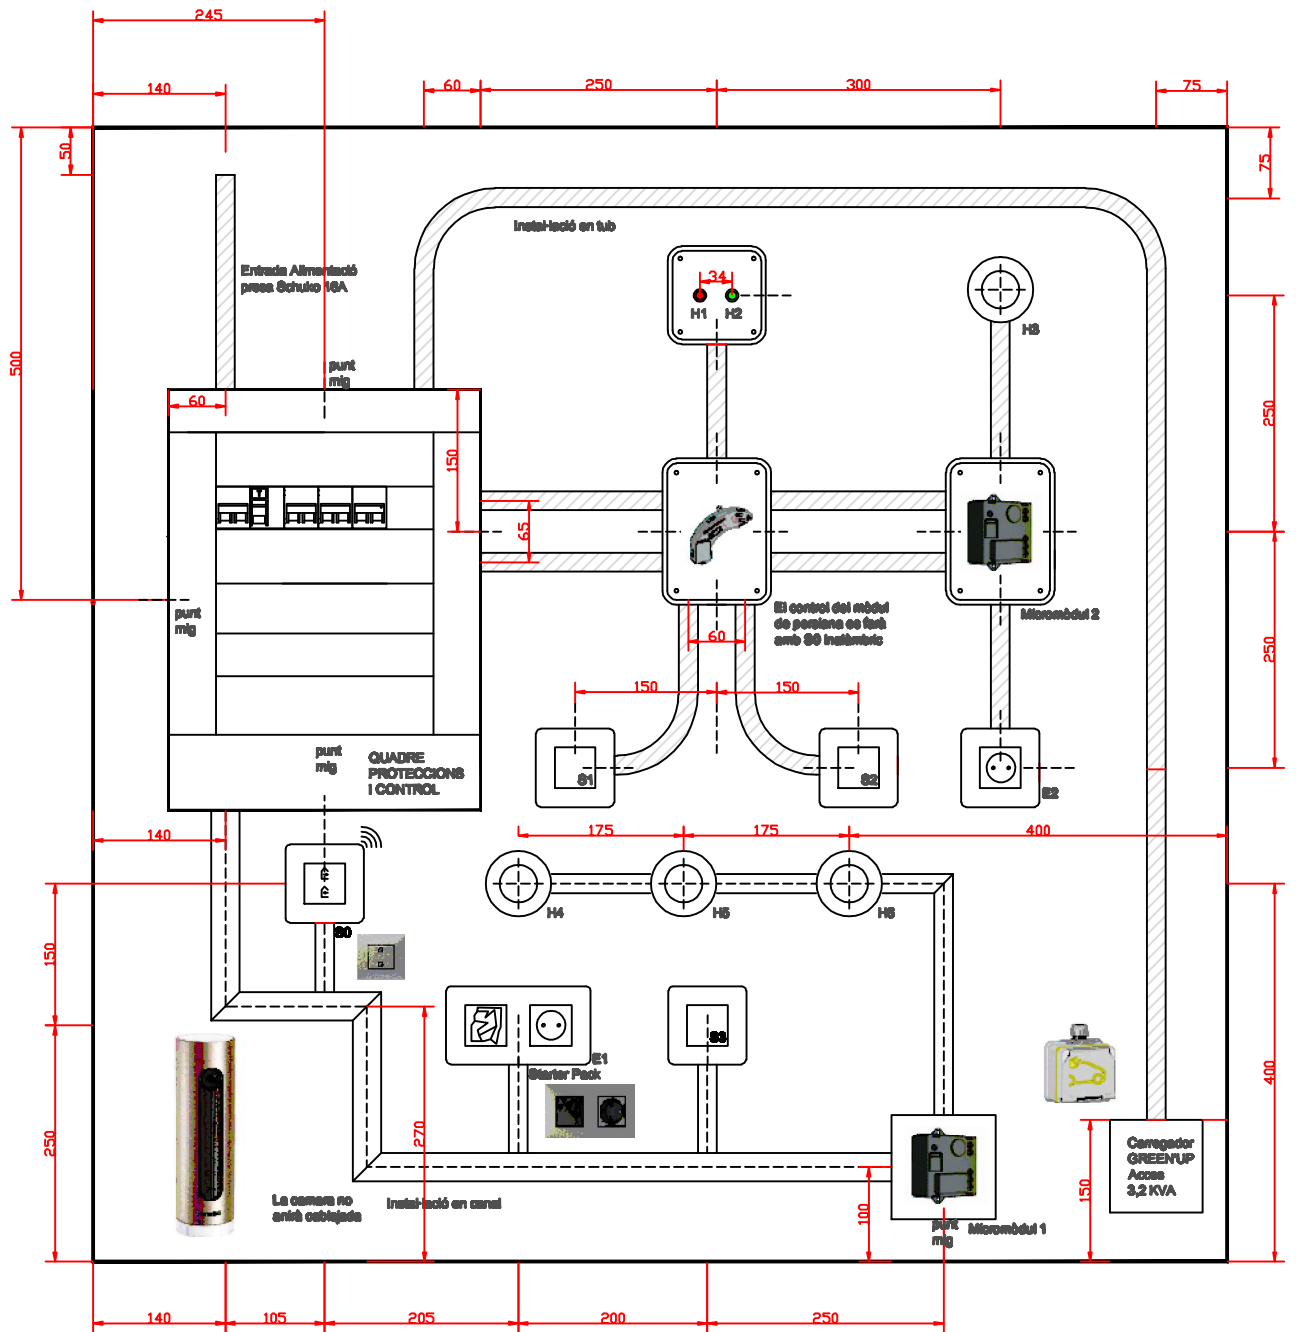 245
140
60
250
300
75
50
75
Instal·lació en tub
Entrada Alimentació
presa Schuko 16A
34
H1
H2
H3
500
punt
mig
60
150
250
65
punt
mig
El control del mòdul
de persiana es farà
amb S0 inalàmbric
Micromòdul 2
60
250
150
150
S1
S2
E2
punt
mig
QUADRE
PROTECCIONS
I CONTROL
140
175
175
400
H4
H5
H6
S0
150
E1
Starter Pack
S3
270
400
250
Carregador
GREEN'UP
Acces
3,2 KVA
150
La camara no
anirà cablejada
Instal·lació en canal
100
punt
mig
Micromòdul 1
140
105
205
200
250